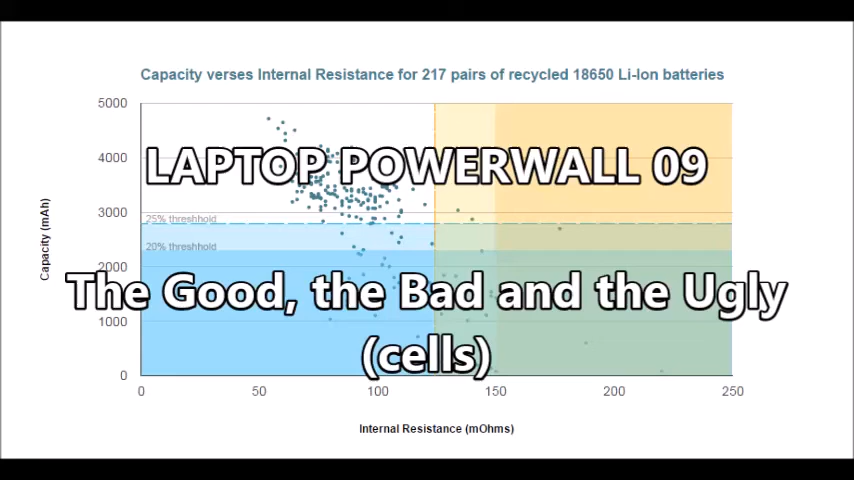 Capacity verses Internal Resistance for 217 pairs of recycled 18650 Li-Ion batteries
5000
LAPTOP POWERWALL 09
4000
3000
25% threshhold
20% threshhold
2000
The Good, the Bad and the Ugly
1000
(cells)
0
0 50 100 150 200 250
Capacity (mAh)
Internal Resistance (mOhms)